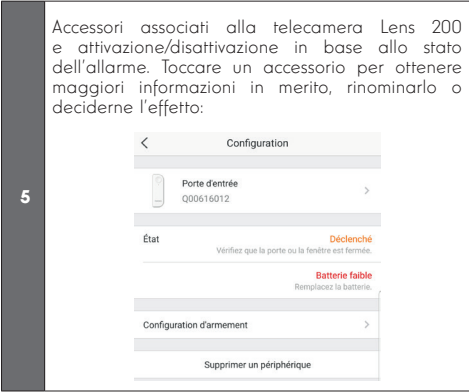 Accessori associati alla telecamera Lens 200
e attivazione/disattivazione in base allo stato
dell'allarme. Toccare un accessorio per ottenere
maggiori informazioni in merito, rinominarlo o
deciderne l'effetto:
5
Configuration
Porte d'entrée
Q00616012
État
Déclenché
Vérifiez que la porte ou la fenêtre est fermée.
Batterie faible
Remplacez la batterie.
Configuration d'armement
Supprimer un périphérique